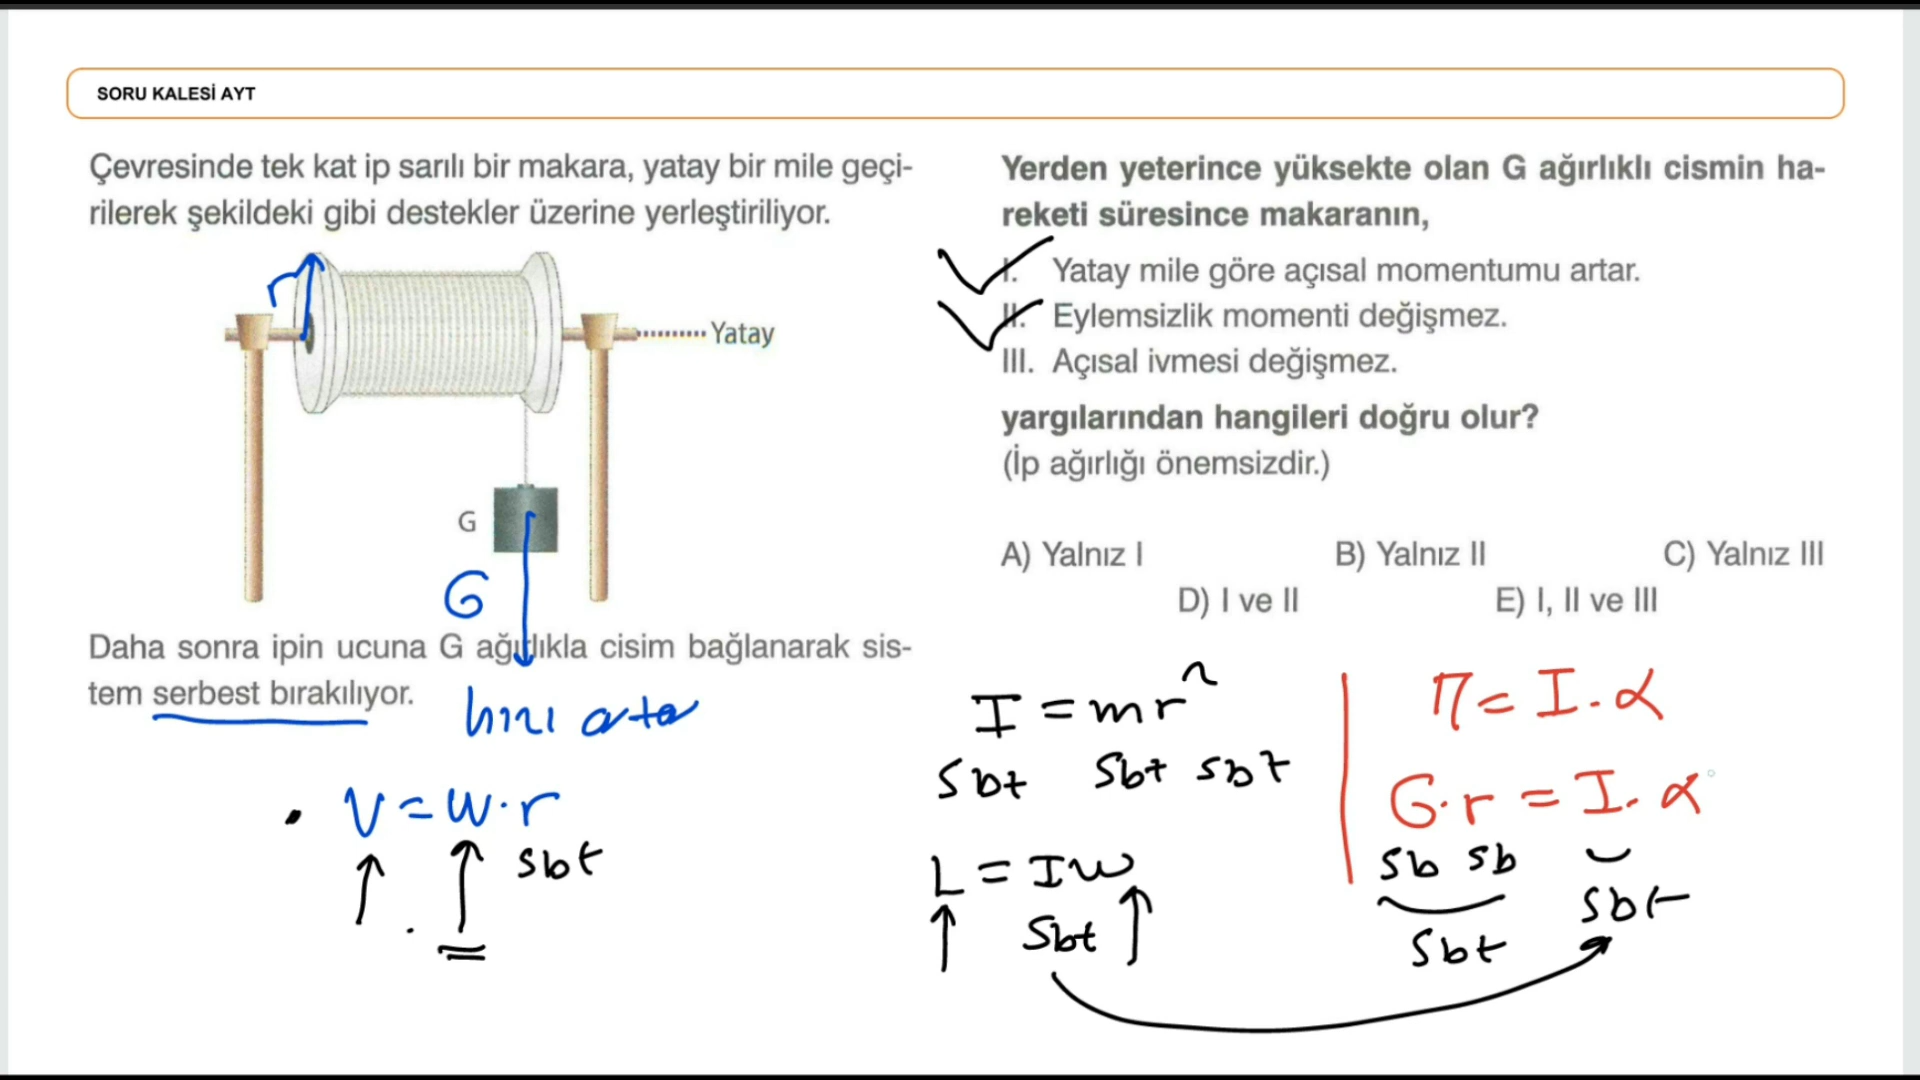 SORU KALESİ AYT
Çevresinde tek kat ip sarılı bir makara, yatay bir mile geçi-
rilerek şekildeki gibi destekler üzerine yerleştiriliyor.
r
Yatay
G
G
Daha sonra ipin ucuna G ağırlıkla cisim bağlanarak sis-
tem serbest bırakılıyor.
hızı arta
V = W . r
↑ . ↑ sbt
Yerden yeterince yüksekte olan G ağırlıklı cismin ha-
reketi süresince makaranın,
I. Yatay mile göre açısal momentumu artar.
II. Eylemsizlik momenti değişmez.
III. Açısal ivmesi değişmez.
yargılarından hangileri doğru olur?
(İp ağırlığı önemsizdir.)
A) Yalnız I B) Yalnız II C) Yalnız III
D) I ve II E) I, II ve III
I = mr²
Sbt Sbt sbt
L = Iw
↑ Sbt ↑
= I . α
G . r = I . α
Sb sb
Sbt
Sbt